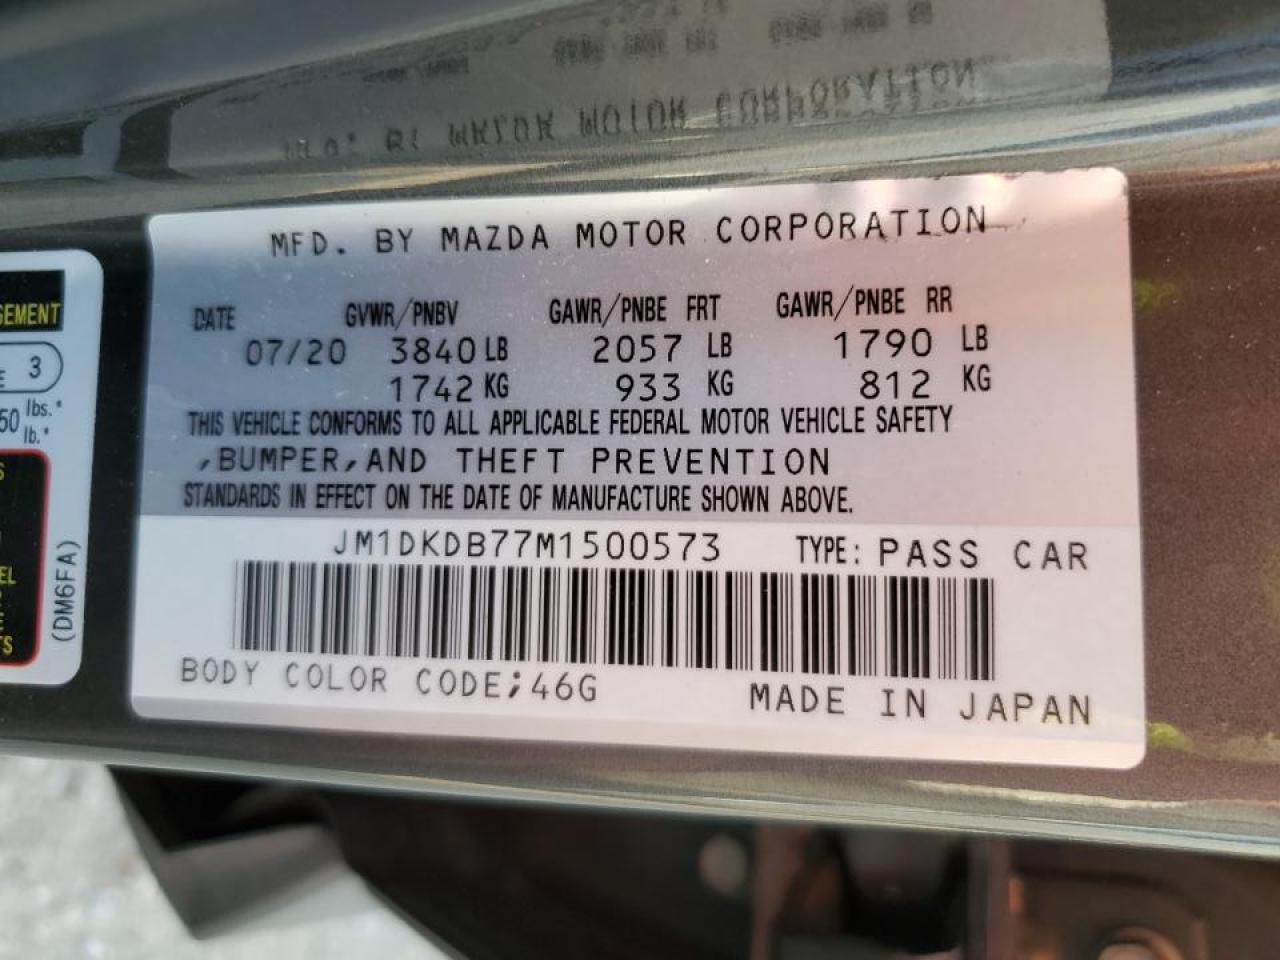 MFD. BY MAZDA MOTOR CORPORATION
DATE GVWR/PNBV GAWR/PNBE FRT GAWR/PNBE RR
07/20 3840 LB 2057 LB 1790 LB
1742 KG 933 KG 812 KG
THIS VEHICLE CONFORMS TO ALL APPLICABLE FEDERAL MOTOR VEHICLE SAFETY
,BUMPER,AND THEFT PREVENTION
STANDARDS IN EFFECT ON THE DATE OF MANUFACTURE SHOWN ABOVE.
JM1DKDB77M1500573 TYPE: PASS CAR
BODY COLOR CODE;46G MADE IN JAPAN
3
lbs.*
lb.*
(DM6FA)